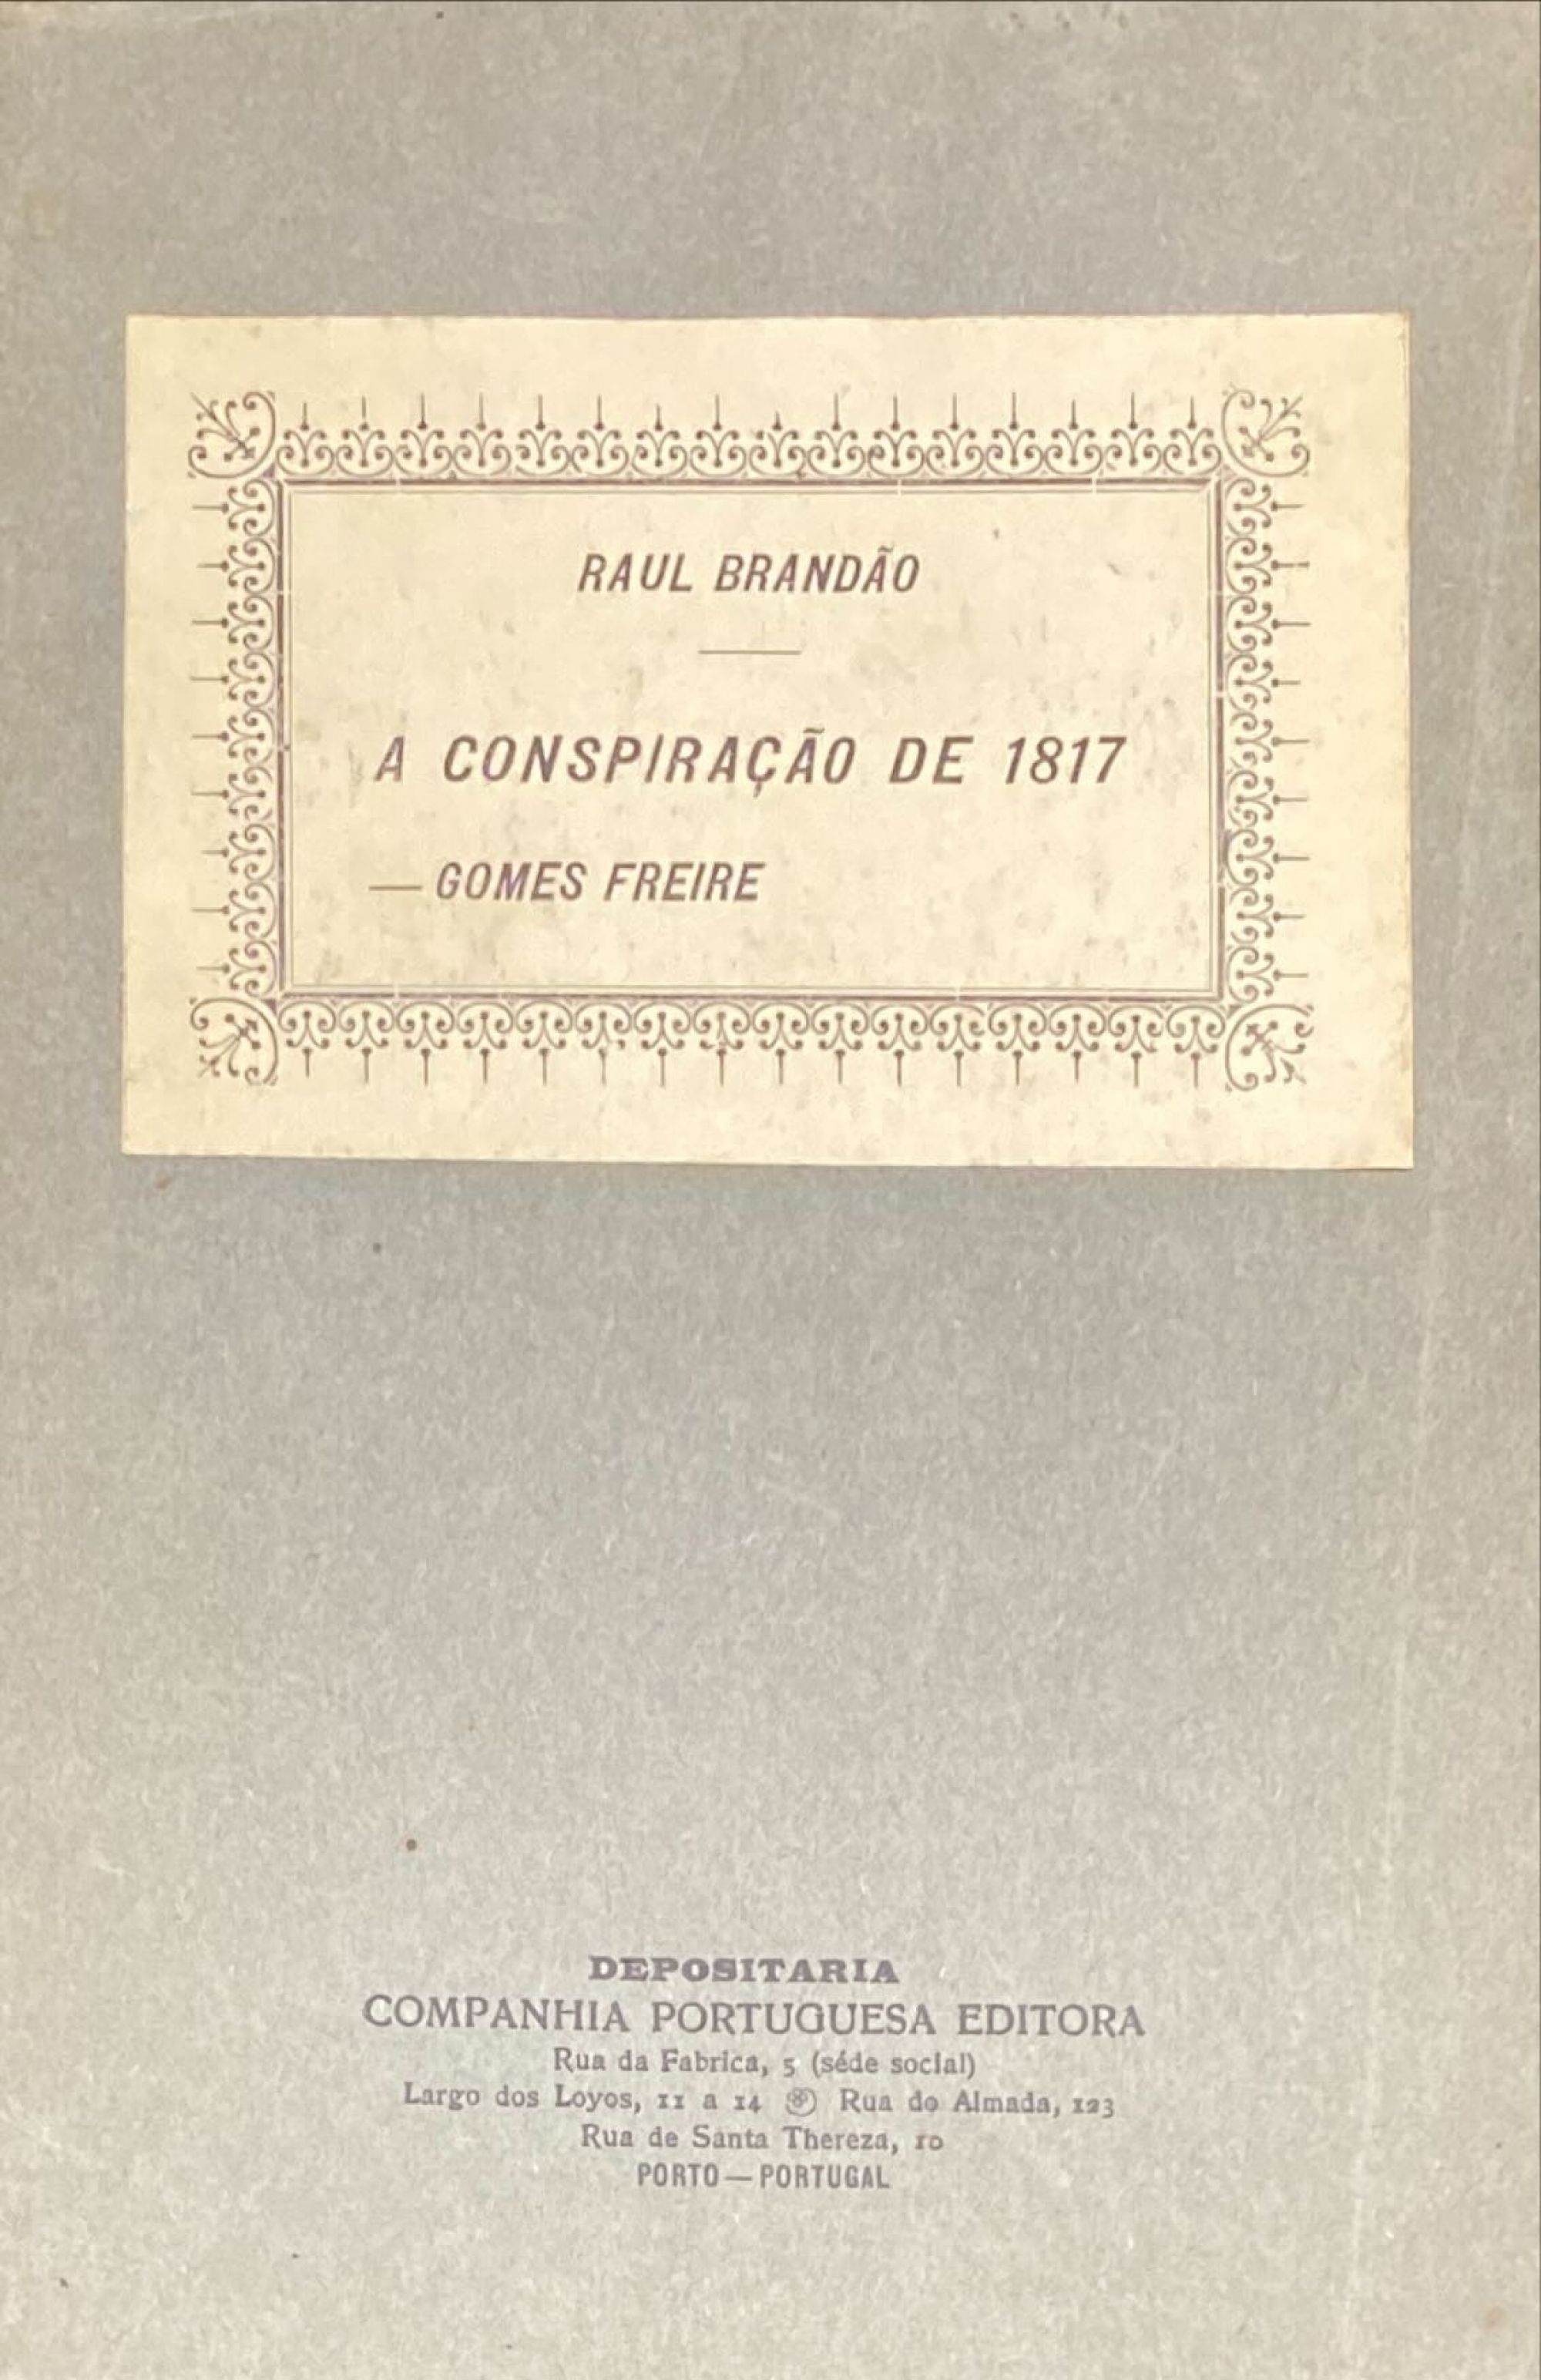 RAUL BRANDÃO
A CONSPIRAÇÃO DE 1817
—GOMES FREIRE
DEPOSITARIA
COMPANHIA PORTUGUESA EDITORA
Rua da Fabrica, 5 (séde social)
Largo dos Loyos, 11 a 14 Rua do Almada, 123
Rua de Santa Thereza, 10
PORTO—PORTUGAL